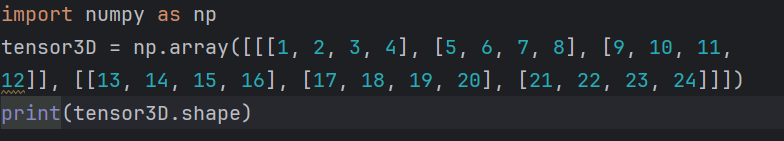 import numpy as np
tensor3D = np.array([[[1, 2, 3, 4], [5, 6, 7, 8], [9, 10, 11,
12]], [[13, 14, 15, 16], [17, 18, 19, 20], [21, 22, 23, 24]]])
print(tensor3D.shape)